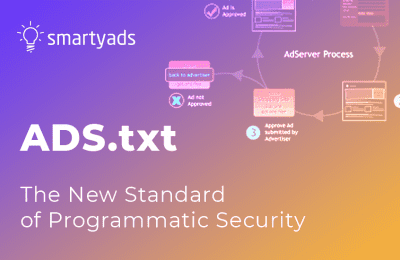 smartyads
Ad is
Approved
AdServer Process
back to advertiser
Ad not
Approved
3
Approve Ad
submitted by
Advertiser
ADS.txt
The New Standard
of Programmatic Security